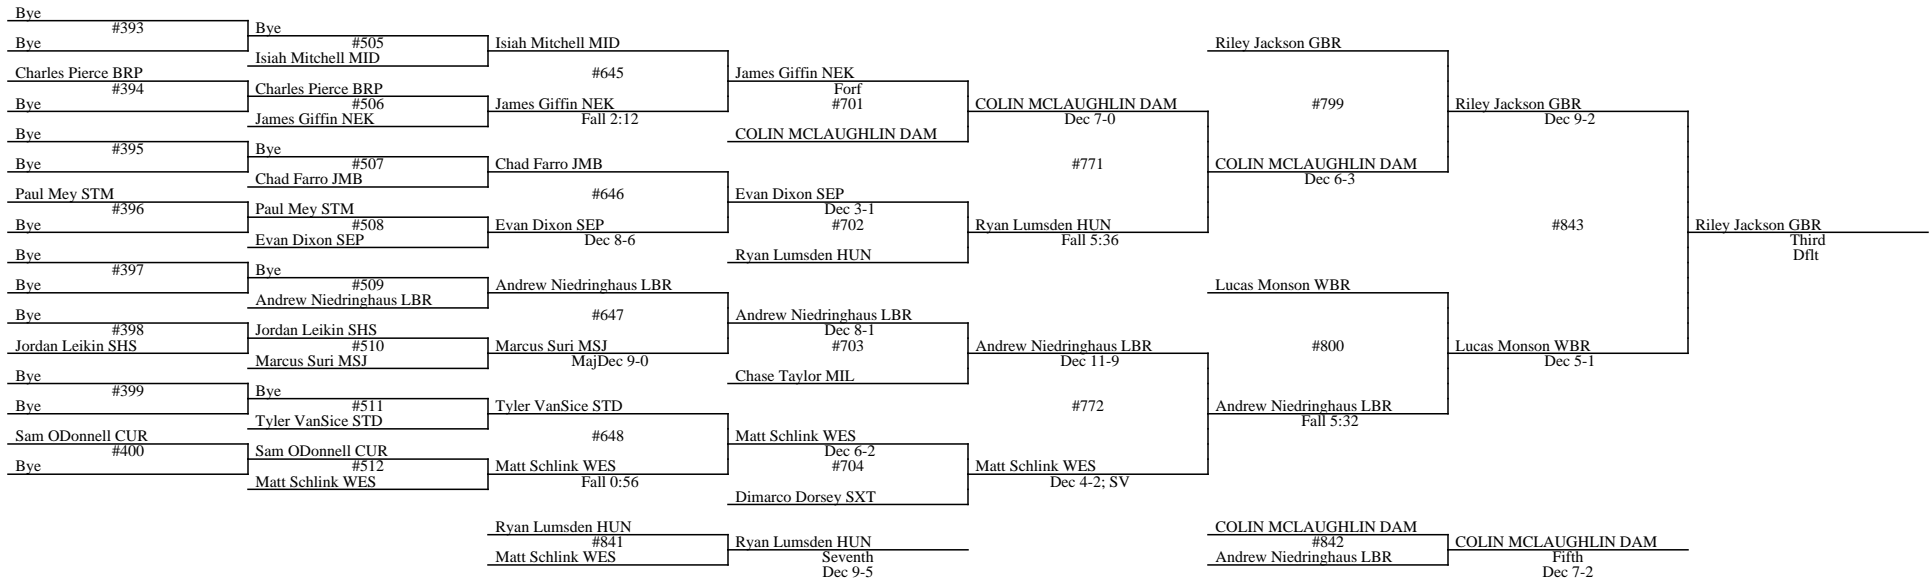 Bye
#393
Bye
Bye
#505
Isiah Mitchell MID
Charles Pierce BRP
#394
Bye
Charles Pierce BRP
#506
James Giffin NEK
Bye
#395
Bye
Bye
#507
Chad Farro JMB
Paul Mey STM
#396
Bye
Paul Mey STM
#508
Evan Dixon SEP
Bye
#397
Bye
Bye
#509
Andrew Niedringhaus LBR
Bye
#398
Jordan Leikin SHS
Jordan Leikin SHS
#510
Marcus Suri MSJ
Bye
#399
Bye
Bye
#511
Tyler VanSice STD
Sam ODonnell CUR
#400
Bye
Sam ODonnell CUR
#512
Matt Schlink WES
Isiah Mitchell MID
#645
James Giffin NEK
Fall 2:12
Chad Farro JMB
#646
Evan Dixon SEP
Dec 8-6
Andrew Niedringhaus LBR
#647
Marcus Suri MSJ
MajDec 9-0
Tyler VanSice STD
#648
Matt Schlink WES
Fall 0:56
James Giffin NEK
Forf
#701
COLIN MCLAUGHLIN DAM
Evan Dixon SEP
Dec 3-1
#702
Ryan Lumsden HUN
Andrew Niedringhaus LBR
Dec 8-1
#703
Chase Taylor MIL
Matt Schlink WES
Dec 6-2
#704
Dimarco Dorsey SXT
COLIN MCLAUGHLIN DAM
Dec 7-0
#771
Ryan Lumsden HUN
Fall 5:36
Andrew Niedringhaus LBR
Dec 11-9
#772
Matt Schlink WES
Dec 4-2; SV
Riley Jackson GBR
#799
COLIN MCLAUGHLIN DAM
Dec 6-3
Lucas Monson WBR
#800
Andrew Niedringhaus LBR
Fall 5:32
Riley Jackson GBR
Dec 9-2
#843
Lucas Monson WBR
Dec 5-1
Riley Jackson GBR
Third
Dflt
Ryan Lumsden HUN
#841
Matt Schlink WES
Ryan Lumsden HUN
Seventh
Dec 9-5
COLIN MCLAUGHLIN DAM
#842
Andrew Niedringhaus LBR
COLIN MCLAUGHLIN DAM
Fifth
Dec 7-2